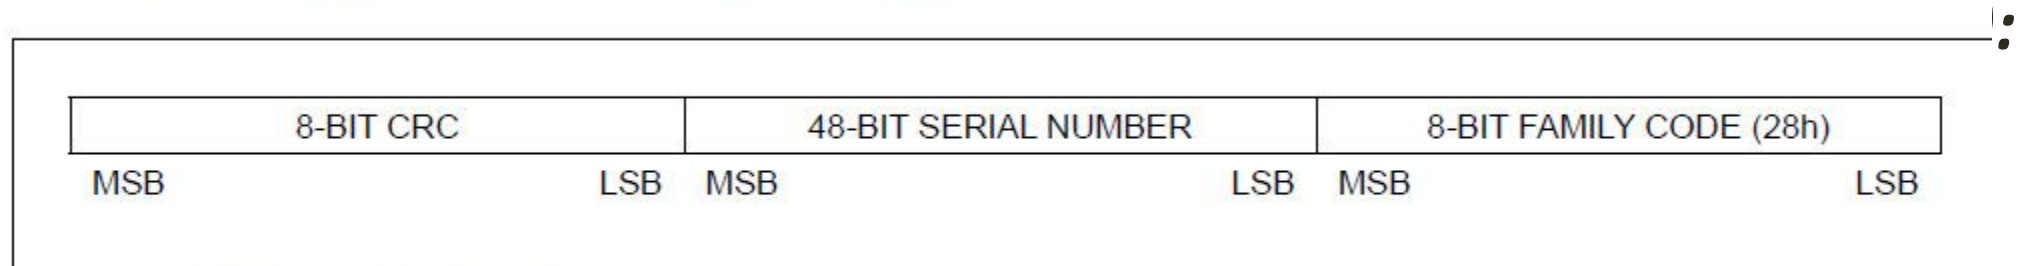 8-BIT CRC 48-BIT SERIAL NUMBER 8-BIT FAMILY CODE (28h)
MSB LSB MSB LSB MSB LSB